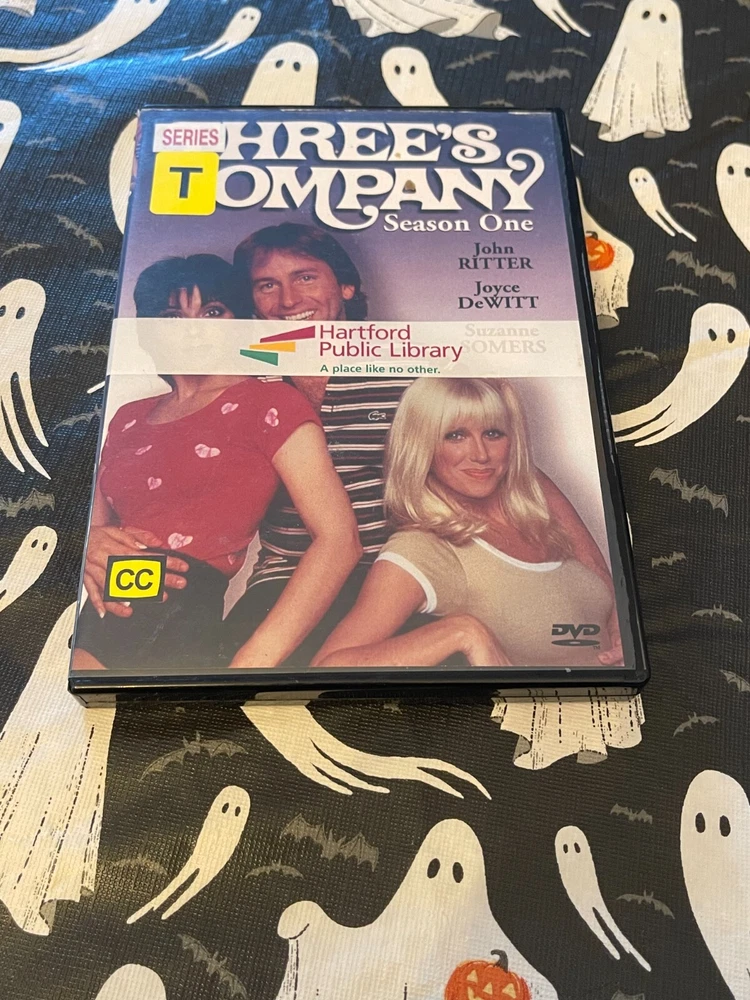 SERIES
HREE'S
T
OMPANY
Season One
John
RITTER
Joyce
DeWITT
Suzanne
SOMERS
Hartford
Public Library
A place like no other.
CC
DVD